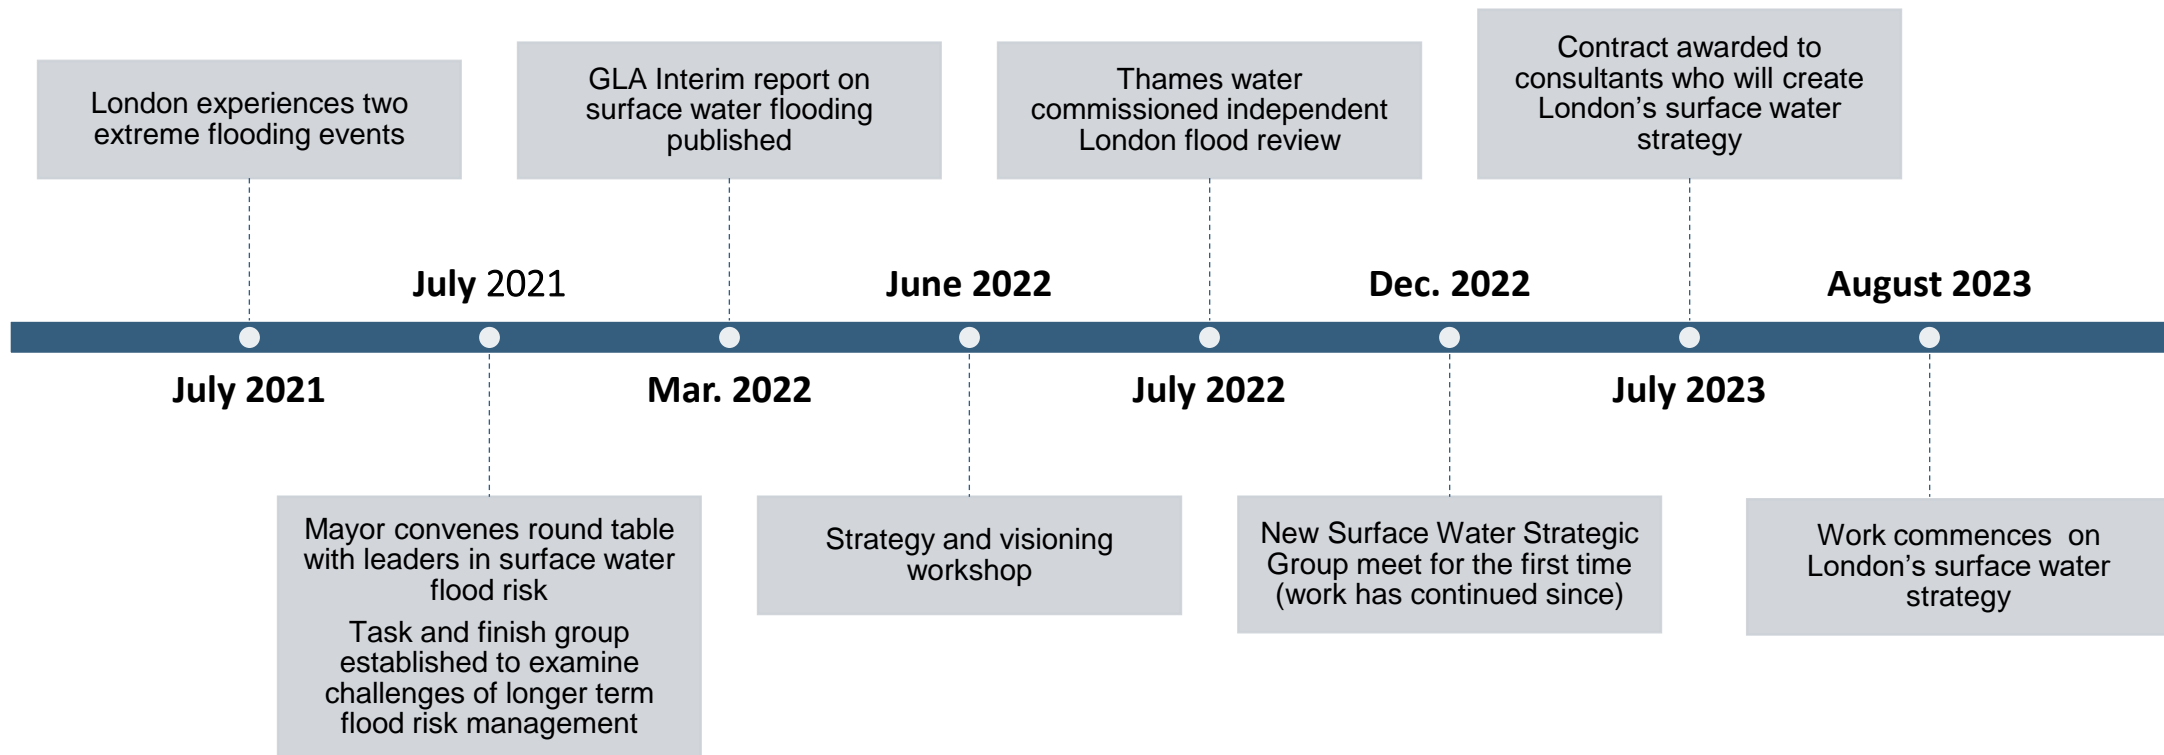 London experiences two
extreme flooding events
GLA Interim report on
surface water flooding
published
Thames water
commissioned independent
London flood review
Contract awarded to
consultants who will create
London’s surface water
strategy
July 2021
June 2022
Dec. 2022
August 2023
July 2021
Mar. 2022
July 2022
July 2023
Mayor convenes round table
with leaders in surface water
flood risk
Task and finish group
established to examine
challenges of longer term
flood risk management
Strategy and visioning
workshop
New Surface Water Strategic
Group meet for the first time
(work has continued since)
Work commences  on
London’s surface water
strategy